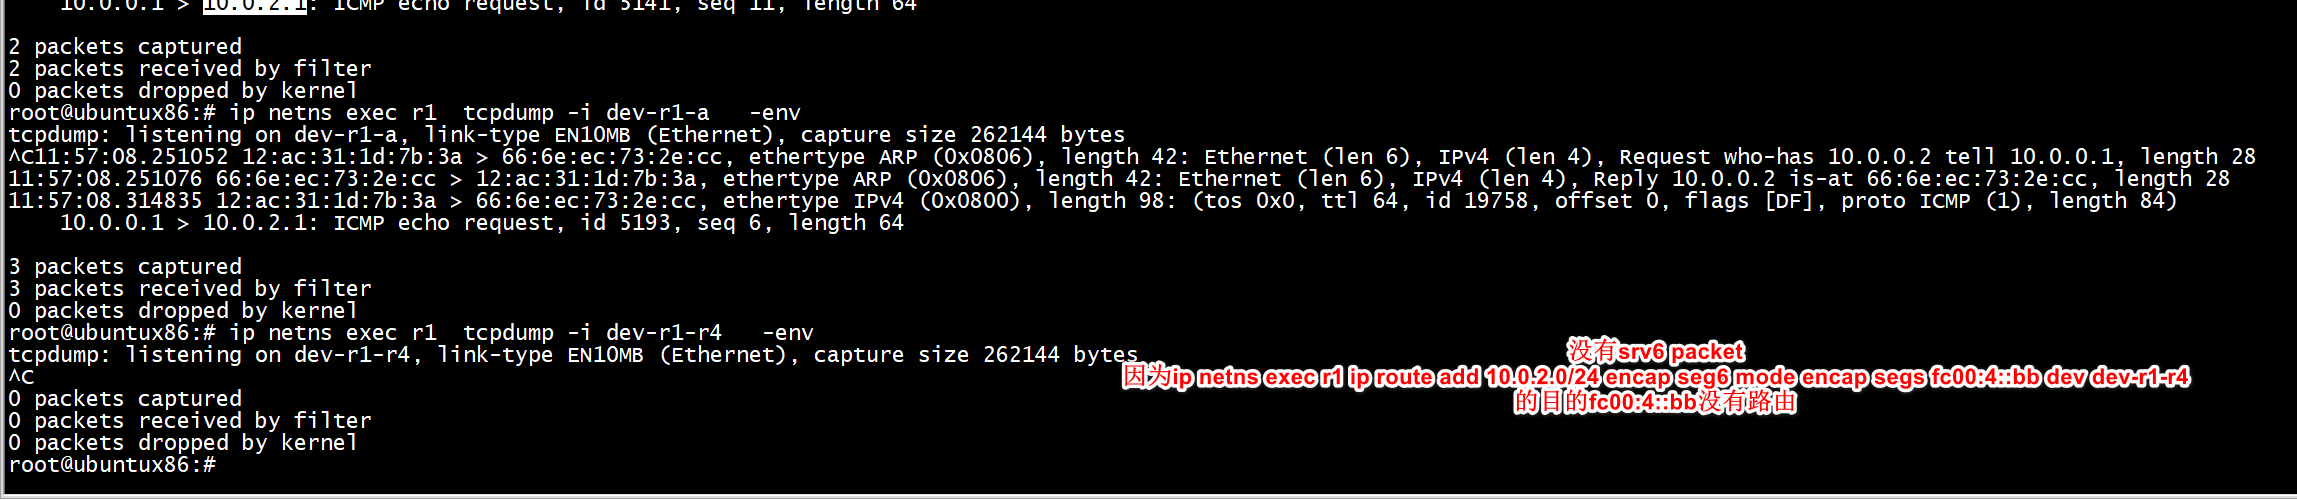 10.0.0.1 > 10.0.2.1: ICMP echo request, id 5141, seq 11, length 64
2 packets captured
2 packets received by filter
0 packets dropped by kernel
root@ubuntux86:# ip netns exec r1  tcpdump -i dev-r1-a   -env
tcpdump: listening on dev-r1-a, link-type EN10MB (Ethernet), capture size 262144 bytes
^C11:57:08.251052 12:ac:31:1d:7b:3a > 66:6e:ec:73:2e:cc, ethertype ARP (0x0806), length 42: Ethernet (len 6), IPv4 (len 4), Request who-has 10.0.0.2 tell 10.0.0.1, length 28
11:57:08.251076 66:6e:ec:73:2e:cc > 12:ac:31:1d:7b:3a, ethertype ARP (0x0806), length 42: Ethernet (len 6), IPv4 (len 4), Reply 10.0.0.2 is-at 66:6e:ec:73:2e:cc, length 28
11:57:08.314835 12:ac:31:1d:7b:3a > 66:6e:ec:73:2e:cc, ethertype IPv4 (0x0800), length 98: (tos 0x0, ttl 64, id 19758, offset 0, flags [DF], proto ICMP (1), length 84)
10.0.0.1 > 10.0.2.1: ICMP echo request, id 5193, seq 6, length 64
3 packets captured
3 packets received by filter
0 packets dropped by kernel
root@ubuntux86:# ip netns exec r1  tcpdump -i dev-r1-r4   -env
tcpdump: listening on dev-r1-r4, link-type EN10MB (Ethernet), capture size 262144 bytes
没有srv6 packet
^C
因为ip netns exec r1 ip route add 10.0.2.0/24 encap seg6 mode encap segs fc00:4::bb dev dev-r1-r4
0 packets captured
的目的fc00:4::bb没有路由
0 packets received by filter
0 packets dropped by kernel
root@ubuntux86:#